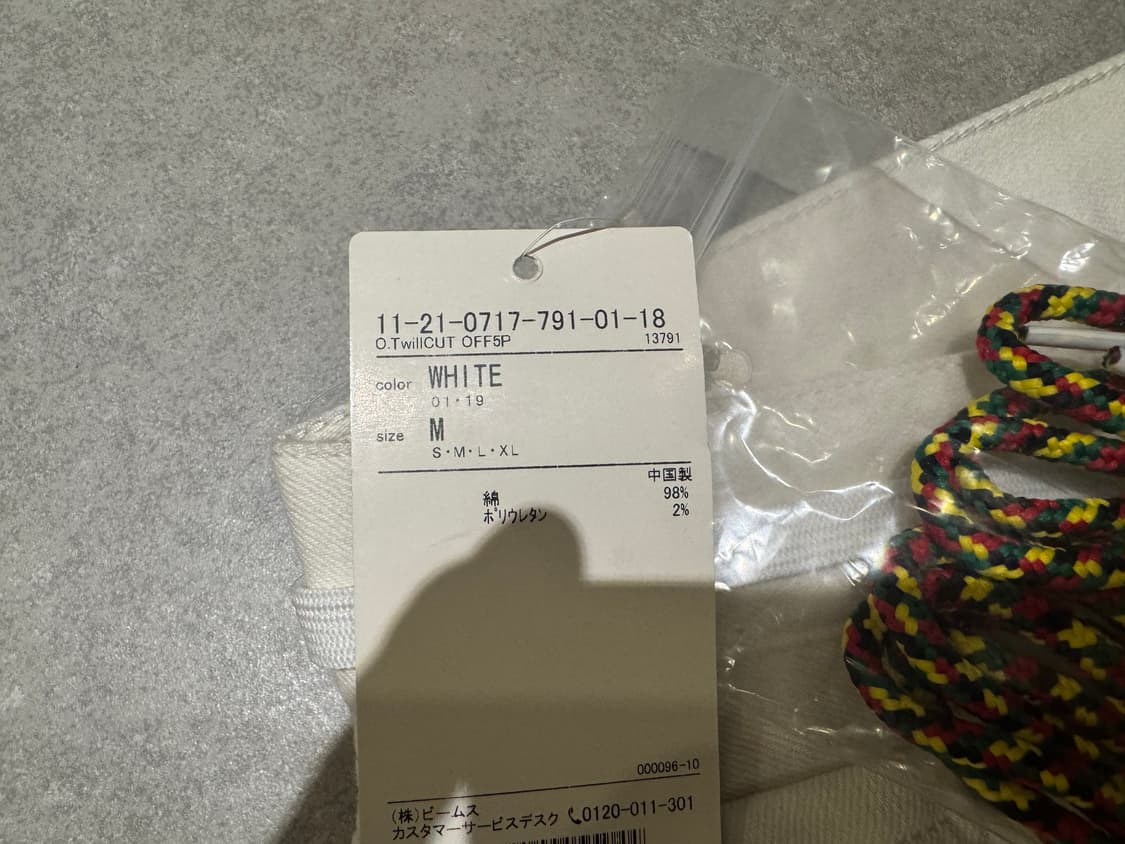 11-21-0717-791-01-18
O.TwillCUT OFF5P 13791
color WHITE
01・19
size M
S・M・L・XL
中国製
綿 98%
ポリウレタン 2%
000096-10
(株)ビームス
カスタマーサービスデスク 0120-011-301